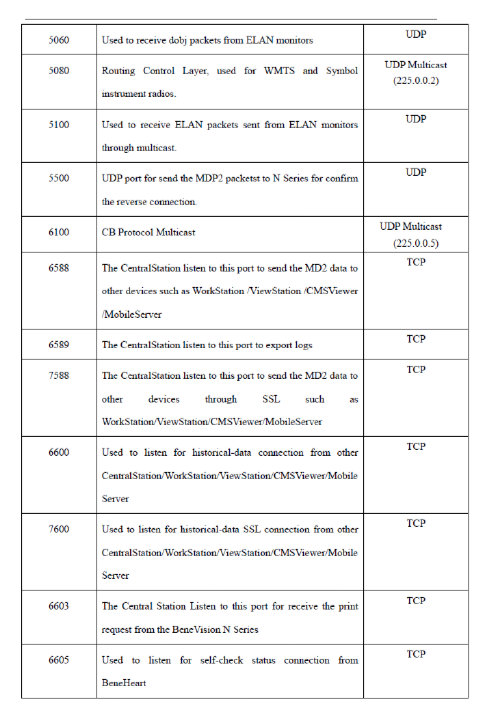 5060 Used to receive dobj packets from ELAN monitors UDP
5080 Routing Control Layer, used for WMTS and Symbol UDP Multicast
instrument radios. (225.0.0.2)
5100 Used to receive ELAN packets sent from ELAN monitors UDP
through multicast.
5500 UDP port for send the MDP2 packetst to N Series for confirm UDP
the reverse connection.
6100 CB Protocol Multicast UDP Multicast
(225.0.0.5)
6588 The CentralStation listen to this port to send the MD2 data to TCP
other devices such as WorkStation /ViewStation /CMSViewer
/MobileServer
6589 The CentralStation listen to this port to export logs TCP
7588 The CentralStation listen to this port to send the MD2 data to TCP
other devices through SSL such as
WorkStation/ViewStation/CMSViewer/MobileServer
6600 Used to listen for historical-data connection from other TCP
CentralStation/WorkStation/ViewStation/CMSViewer/Mobile
Server
7600 Used to listen for historical-data SSL connection from other TCP
CentralStation/WorkStation/ViewStation/CMSViewer/Mobile
Server
6603 The Central Station Listen to this port for receive the print TCP
request from the BeneVision N Series
6605 Used to listen for self-check status connection from TCP
BeneHeart